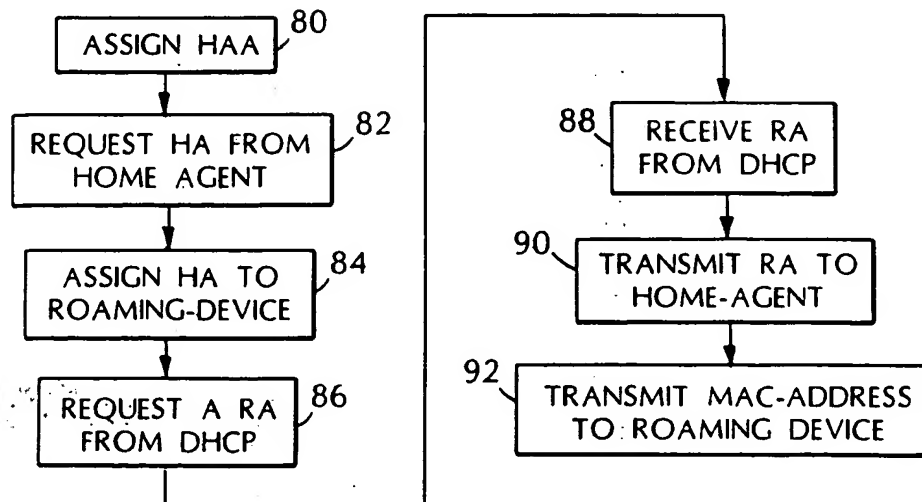 ASSIGN HAA
80
REQUEST HA FROM
HOME AGENT
82
ASSIGN HA TO
ROAMING-DEVICE
84
REQUEST A RA
FROM DHCP
86
88
RECEIVE RA
FROM DHCP
90
TRANSMIT RA TO
HOME-AGENT
92
TRANSMIT MAC-ADDRESS
TO ROAMING DEVICE